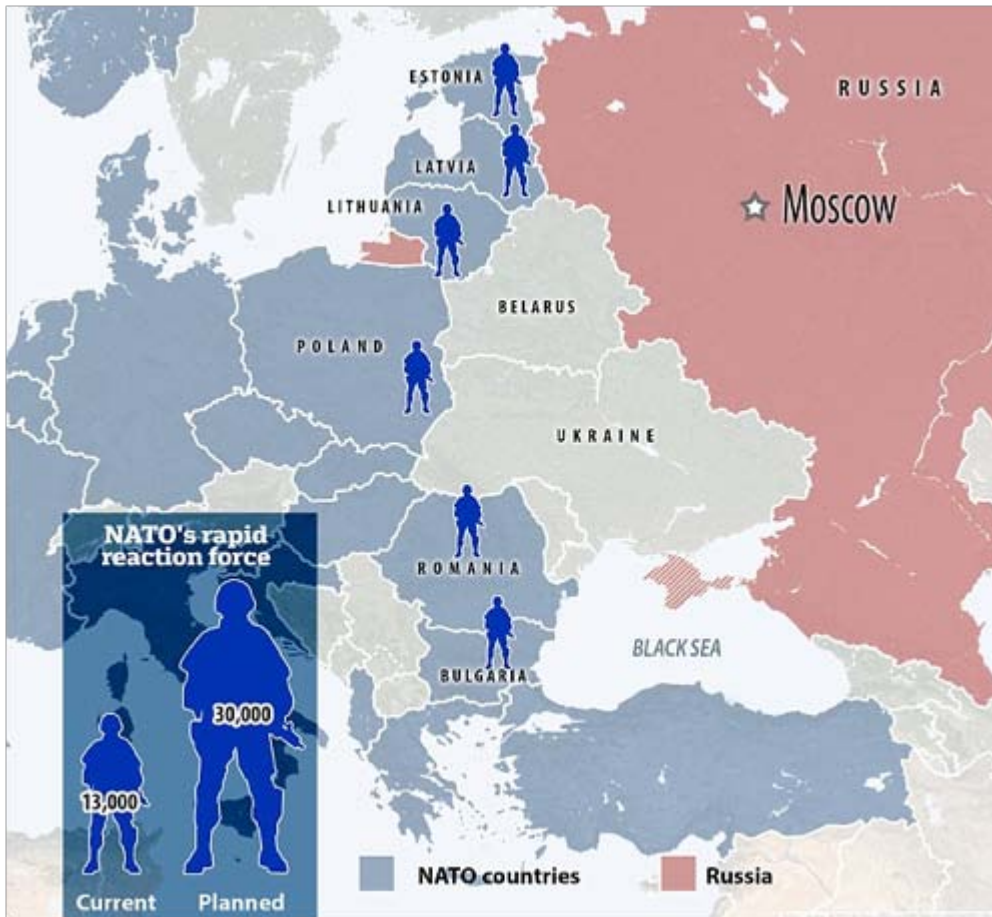 ESTONIA
RUSSIA
LATVIA
Moscow
LITHUANIA
BELARUS
POLAND
UKRAINE
NATO's rapid
reaction force
ROMANIA
BLACK SEA
BULGARIA
30,000
13,000
NATO countries
Russia
Current
Planned